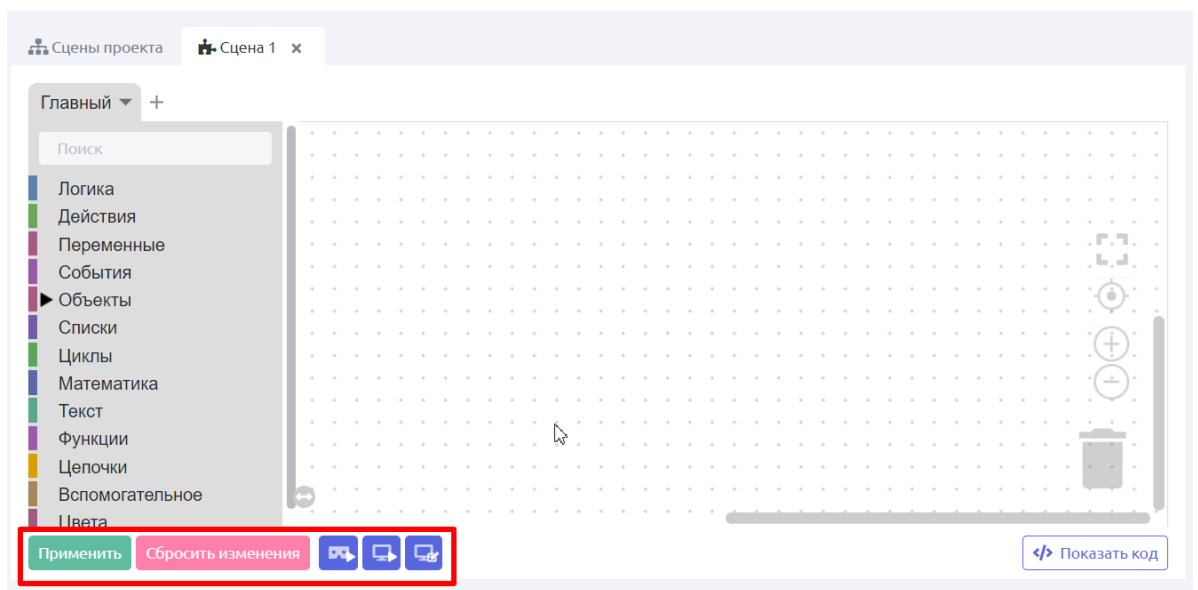 Сцены проекта Сцена 1 ×
Главный +
Поиск
Логика
Действия
Переменные
События
Объекты
Списки
Циклы
Математика
Текст
Функции
Цепочки
Вспомогательное
Цвета
Применить Сбросить изменения </> Показать код